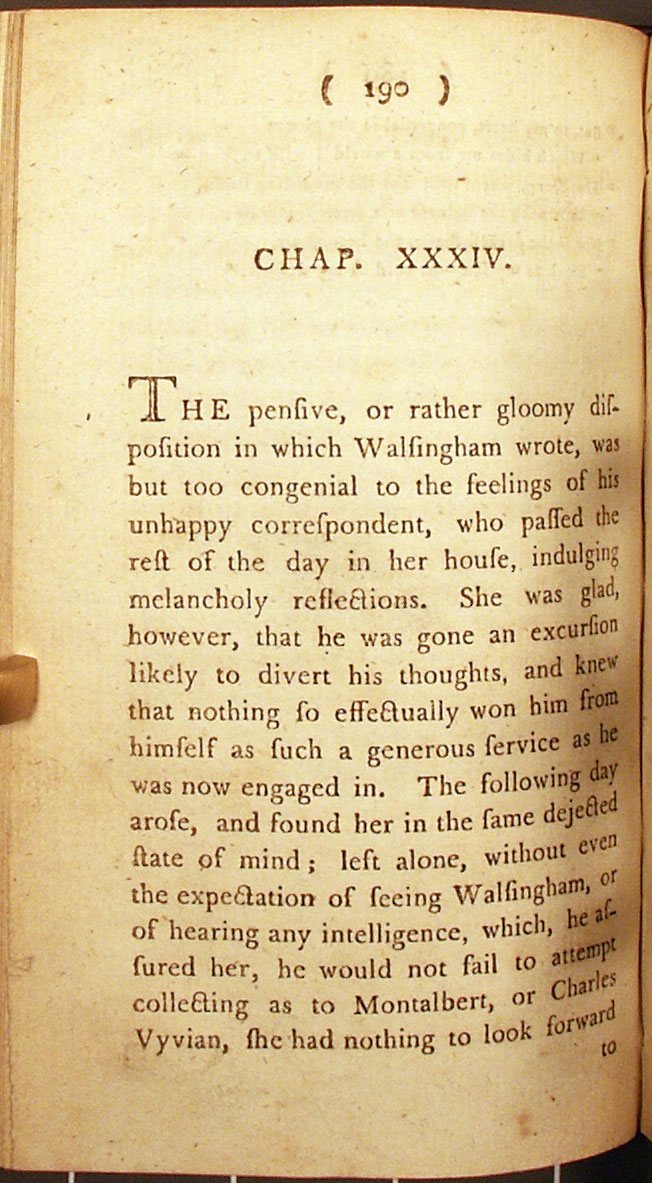 ( 190 )
CHAP. XXXIV.
THE penſive, or rather gloomy diſ-
poſition in which Walſingham wrote, was
but too congenial to the feelings of his
unhappy correſpondent, who paſſed the
reſt of the day in her houſe, indulging
melancholy reflections. She was glad,
however, that he was gone an excurſion
likely to divert his thoughts, and knew
that nothing ſo effectually won him from
himſelf as ſuch a generous ſervice as he
was now engaged in. The following day
aroſe, and found her in the ſame dejected
ſtate of mind; left alone, without even
the expectation of ſeeing Walſingham, or
of hearing any intelligence, which, he aſ-
ſured her, he would not fail to attempt
collecting as to Montalbert, or Charles
Vyvian, ſhe had nothing to look forward
to